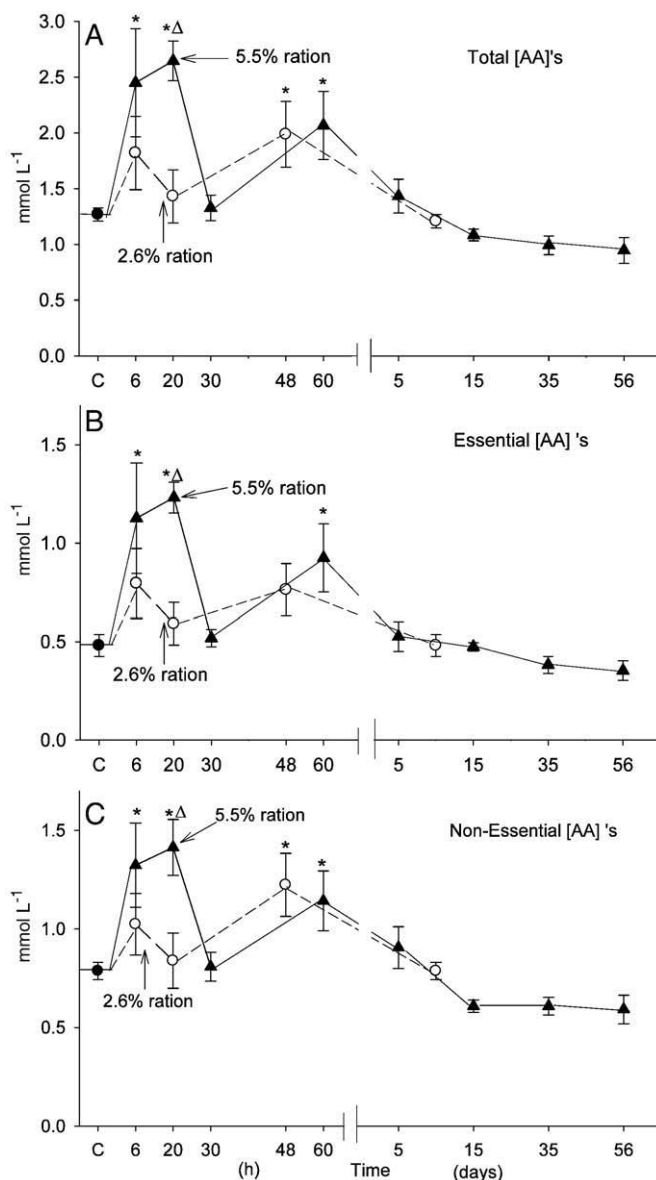 A
Total [AA]'s
*
*Δ
5.5% ration
*
*
2.6% ration
mmol L⁻¹
3.0
2.5
2.0
1.5
1.0
0.5
0.0
C 6 20 30 48 60 5 15 35 56
B
Essential [AA] 's
*
*Δ
5.5% ration
*
2.6% ration
mmol L⁻¹
1.5
1.0
0.5
0.0
C 6 20 30 48 60 5 15 35 56
C
Non-Essential [AA] 's
*
*Δ
5.5% ration
*
*
2.6% ration
mmol L⁻¹
1.5
1.0
0.5
0.0
C 6 20 30 48 60 5 15 35 56
(h) Time (days)